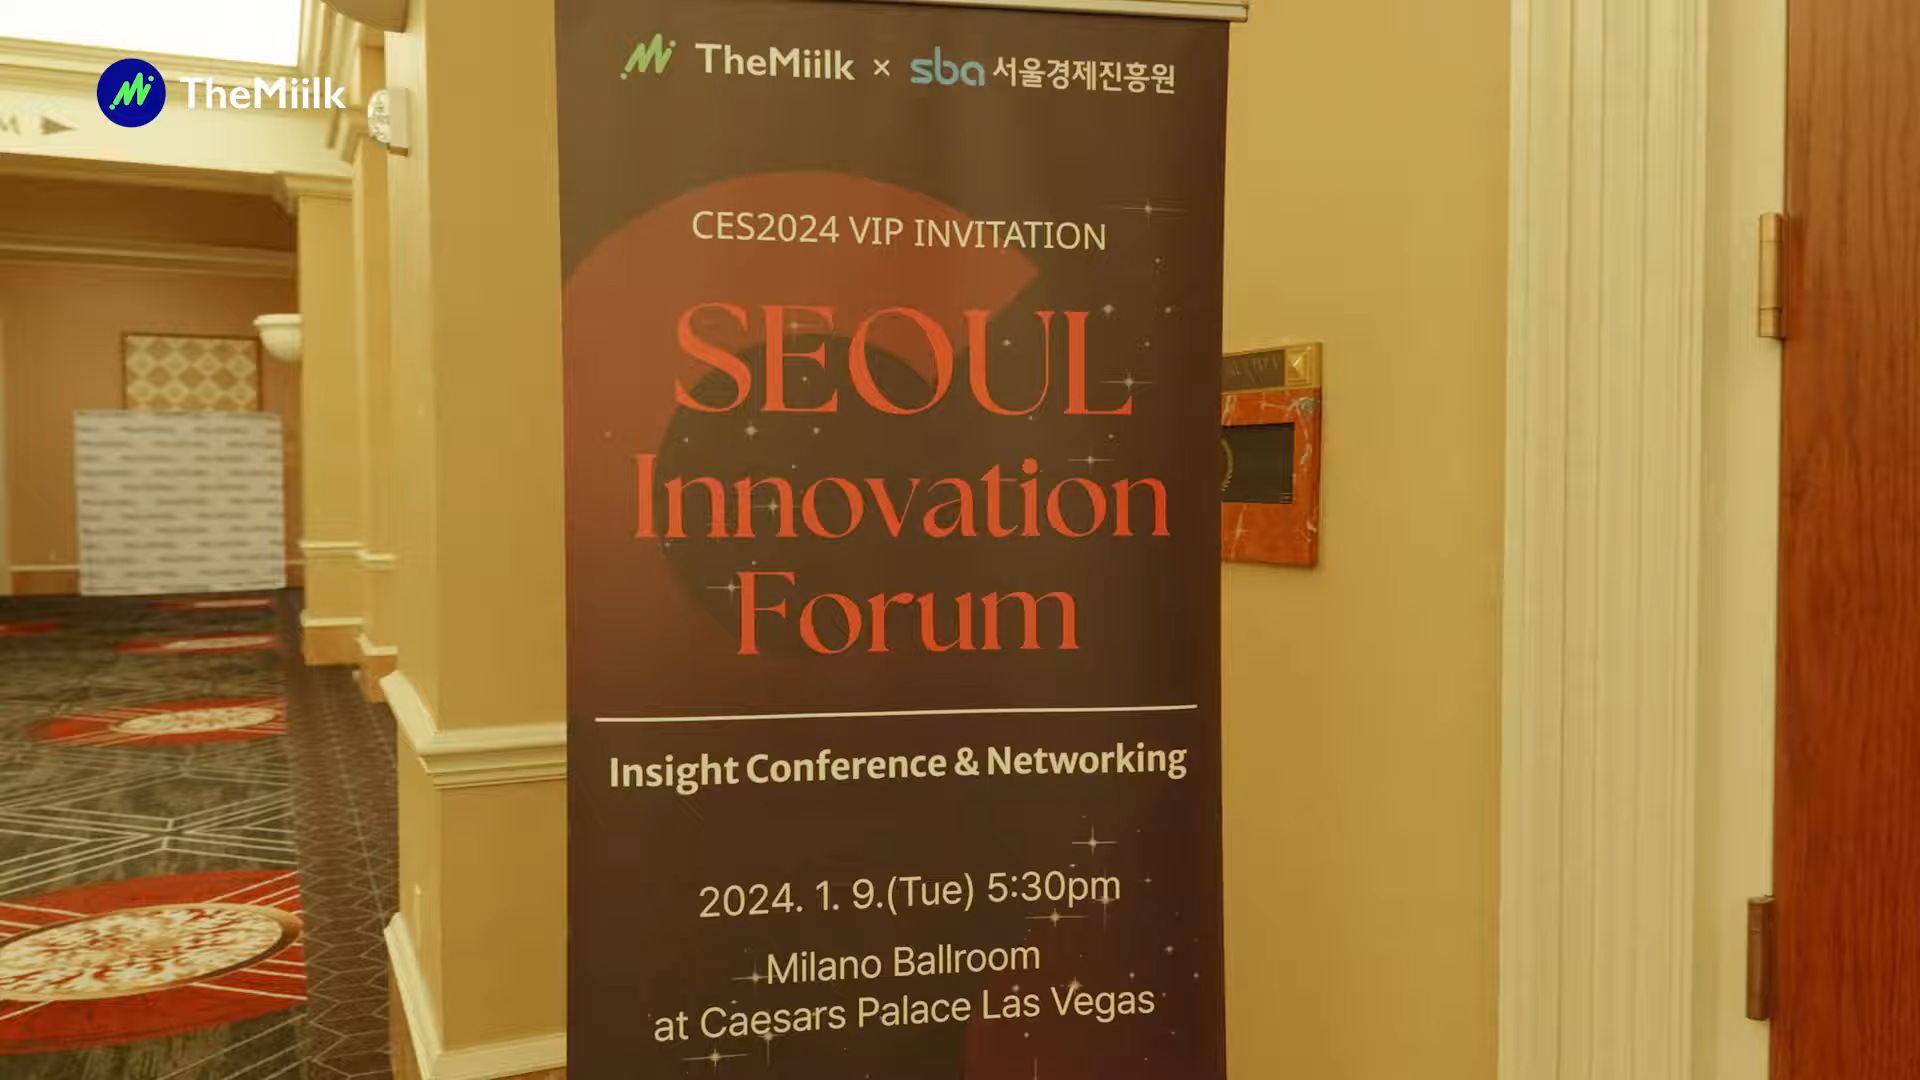 TheMiilk
TheMiilk × sba 서울경제진흥원
CES2024 VIP INVITATION
SEOUL
Innovation
Forum
Insight Conference & Networking
2024. 1. 9.(Tue) 5:30pm
Milano Ballroom
at Caesars Palace Las Vegas